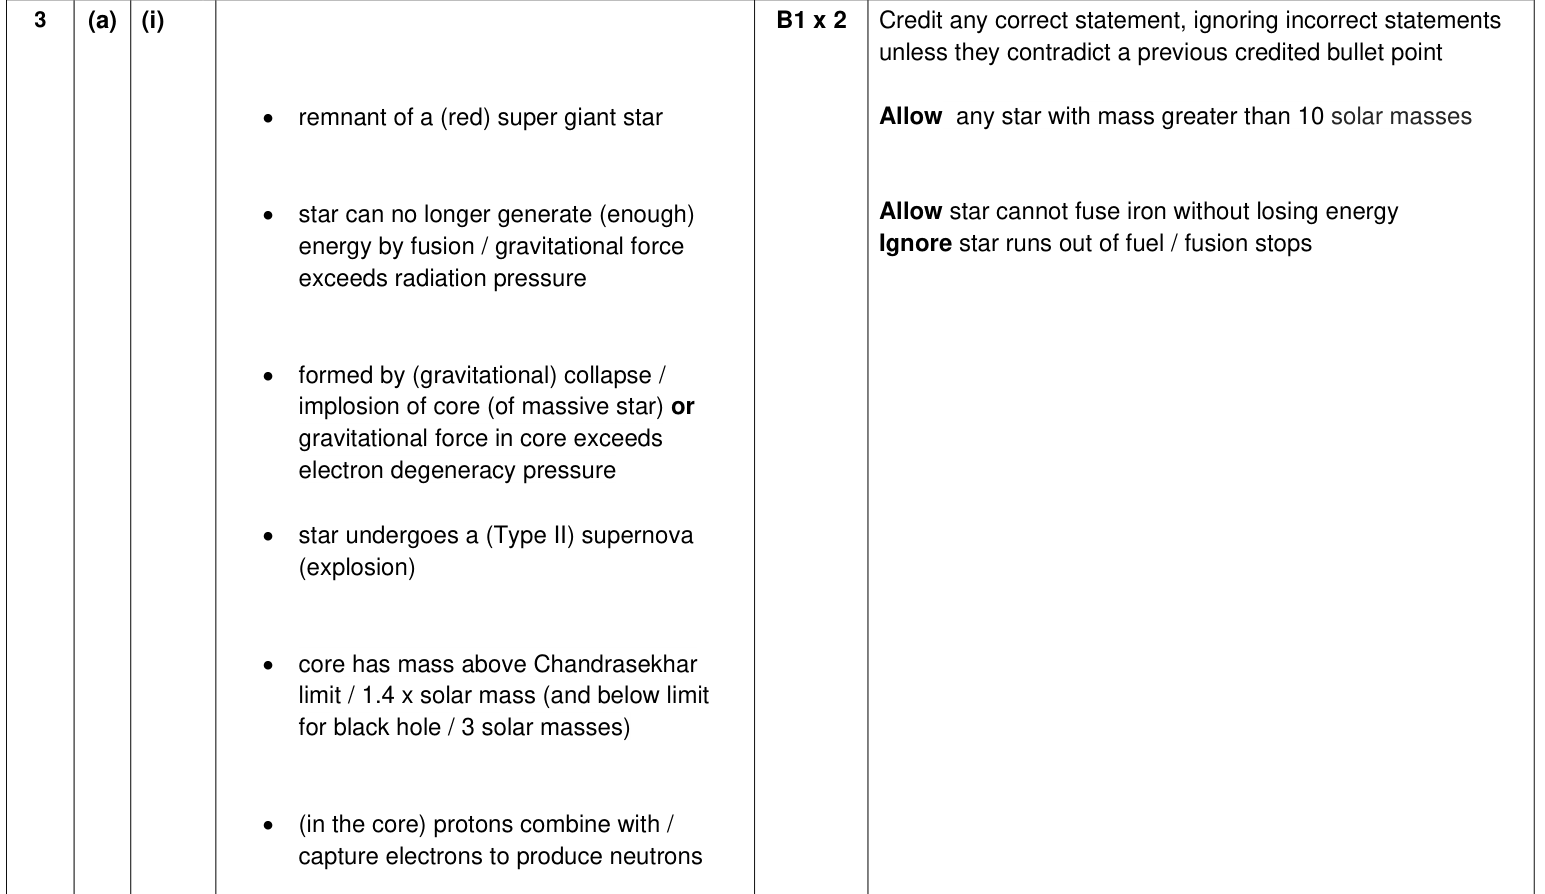 3 (a) (i) B1 x 2 Credit any correct statement, ignoring incorrect statements
unless they contradict a previous credited bullet point
• remnant of a (red) super giant star
Allow any star with mass greater than 10 solar masses
• star can no longer generate (enough)
energy by fusion / gravitational force
exceeds radiation pressure
Allow star cannot fuse iron without losing energy
Ignore star runs out of fuel / fusion stops
• formed by (gravitational) collapse /
implosion of core (of massive star) or
gravitational force in core exceeds
electron degeneracy pressure
• star undergoes a (Type II) supernova
(explosion)
• core has mass above Chandrasekhar
limit / 1.4 x solar mass (and below limit
for black hole / 3 solar masses)
• (in the core) protons combine with /
capture electrons to produce neutrons